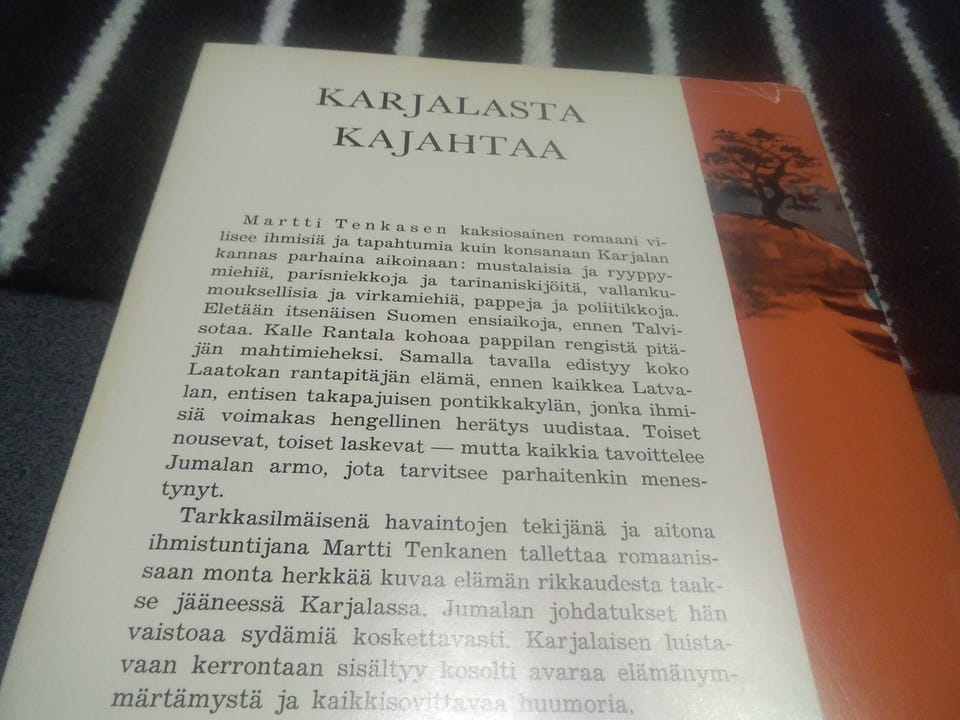 KARJALASTA
KAJAHTAA
Martti Tenkasen kaksiosainen romaani vi-
lisee ihmisiä ja tapahtumia kuin konsanaan Karjalan
kannas parhaina aikoinaan: mustalaisia ja ryyppy-
miehiä, parisniekkoja ja tarinaniskijöitä, vallanku-
mouksellisia ja virkamiehiä, pappeja ja poliitikkoja.
Eletään itsenäisen Suomen ensiaikoja, ennen Talvi-
sotaa. Kalle Rantala kohoaa pappilan rengistä pitä-
jän mahtimieheksi. Samalla tavalla edistyy koko
Laatokan rantapitäjän elämä, ennen kaikkea Latva-
lan, entisen takapajuisen pontikkakylän, jonka ihmi-
siä voimakas hengellinen herätys uudistaa. Toiset
nousevat, toiset laskevat — mutta kaikkia tavoittelee
Jumalan armo, jota tarvitsee parhaitenkin menes-
tynyt.
Tarkkasilmäisenä havaintojen tekijänä ja aitona
ihmistuntijana Martti Tenkanen tallettaa romaanis-
saan monta herkkää kuvaa elämän rikkaudesta taak-
se jääneessä Karjalassa. Jumalan johdatukset hän
vaistoaa sydämiä koskettavasti. Karjalaisen luista-
vaan kerrontaan sisältyy kosolti avaraa elämänym-
märtämystä ja kaikkisovittavaa huumoria.